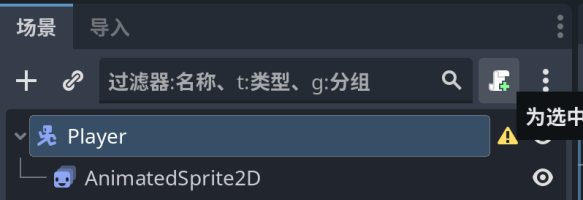 场景 导入
过滤器:名称、t:类型、g:分组
为选中
Player
AnimatedSprite2D